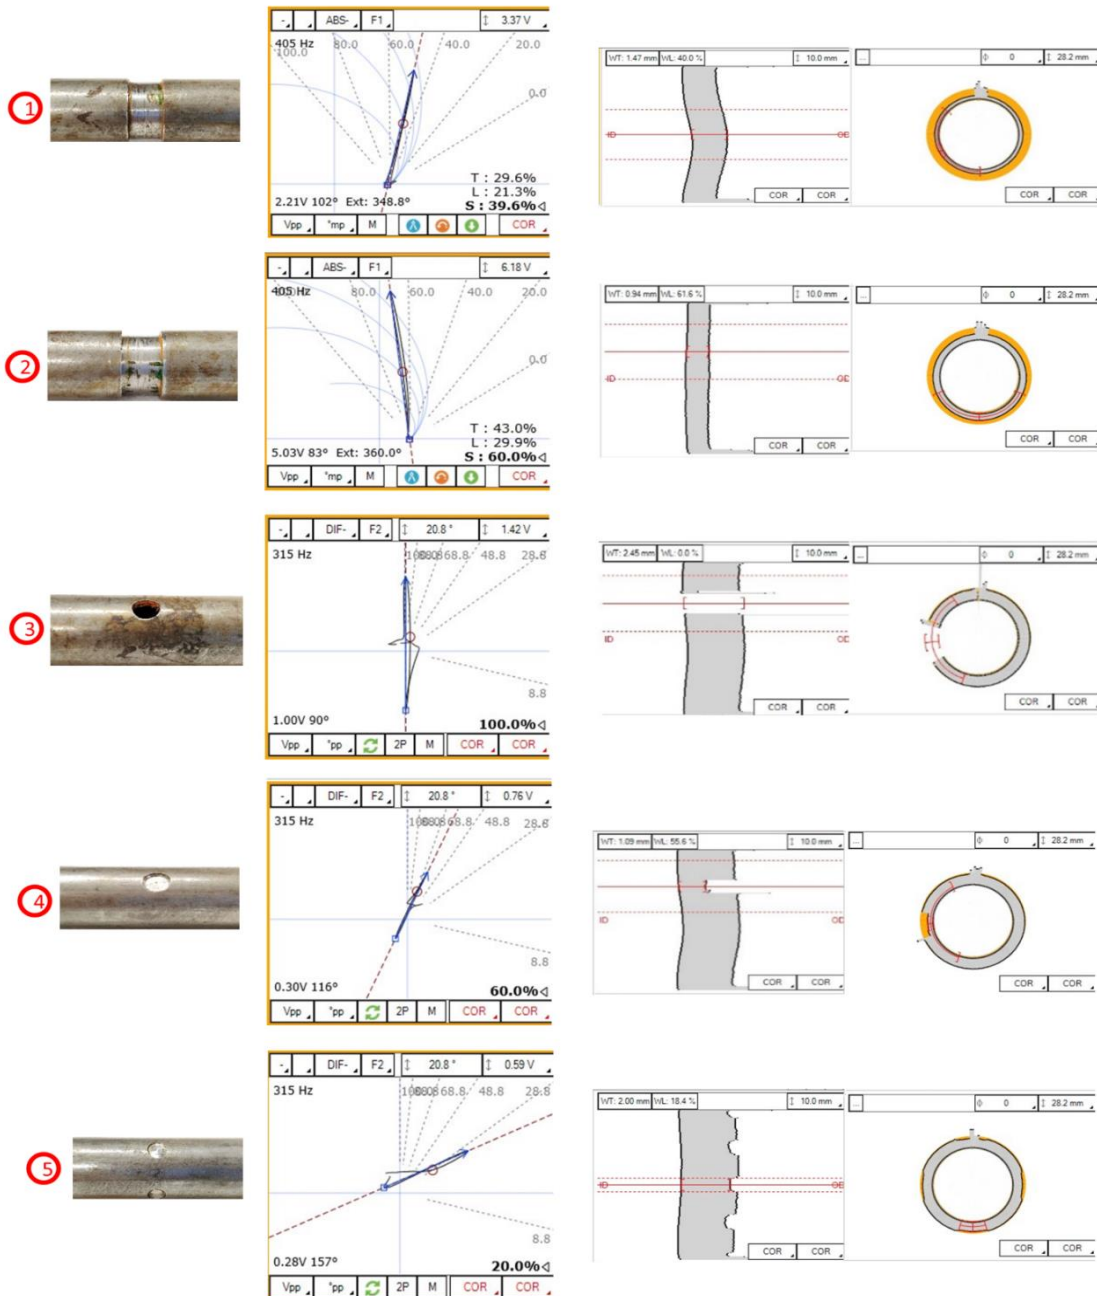 1
ABS- F1 3.37 V
405 Hz
100.0 80.0 60.0 40.0 20.0
0.0
T : 29.6%
L : 21.3%
2.21V 102° Ext: 348.8° S : 39.6%
Vpp °mp M COR
WT: 1.47 mm WL: 40.0 % 10.0 mm
ID OD
COR COR
... 0 28.2 mm
COR COR
2
ABS- F1 6.18 V
405 Hz
80.0 60.0 40.0 20.0
0.0
T : 43.0%
L : 29.9%
5.03V 83° Ext: 360.0° S : 60.0%
Vpp °mp M COR
WT: 0.94 mm WL: 61.6 % 10.0 mm
ID OD
COR COR
... 0 28.2 mm
COR COR
3
DIF- F2 20.8 ° 1.42 V
315 Hz
68.8 48.8 28.8
8.8
1.00V 90° 100.0%
Vpp °pp 2P M COR COR
WT: 2.45 mm WL: 0.0 % 10.0 mm
ID OD
COR COR
... 0 28.2 mm
COR COR
4
DIF- F2 20.8 ° 0.76 V
315 Hz
68.8 48.8 28.8
8.8
0.30V 116° 60.0%
Vpp °pp 2P M COR COR
WT: 1.09 mm WL: 55.6 % 10.0 mm
ID OD
COR COR
... 0 28.2 mm
COR COR
5
DIF- F2 20.8 ° 0.59 V
315 Hz
68.8 48.8 28.8
8.8
0.28V 157° 20.0%
Vpp °pp 2P M COR COR
WT: 2.00 mm WL: 18.4 % 10.0 mm
ID OD
COR COR
... 0 28.2 mm
COR COR